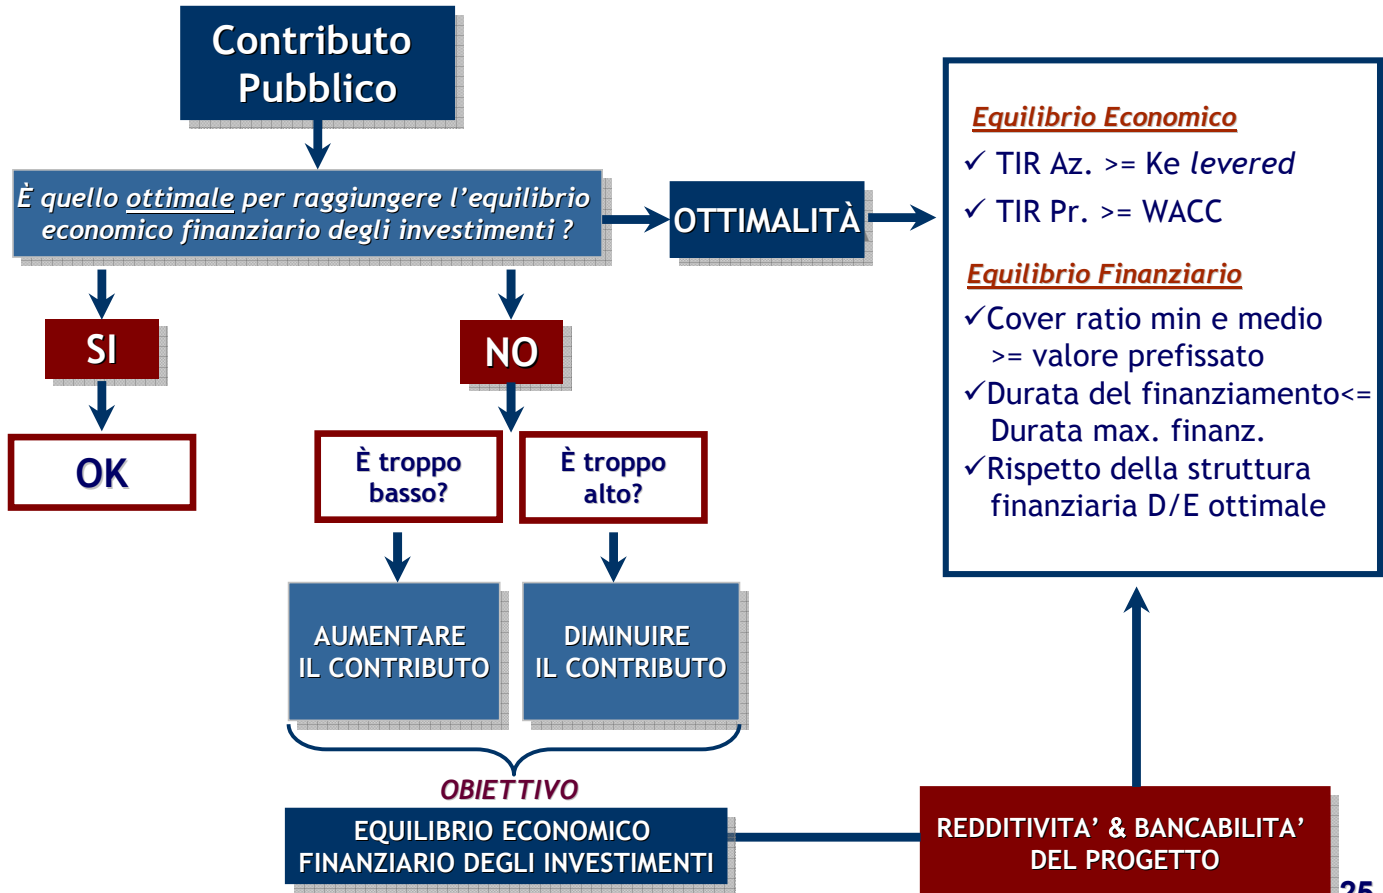 Contributo
Pubblico
È quello ottimale per raggiungere l'equilibrio
economico finanziario degli investimenti ?
OTTIMALITÀ
SI
NO
OK
È troppo
basso?
È troppo
alto?
AUMENTARE
IL CONTRIBUTO
DIMINUIRE
IL CONTRIBUTO
OBIETTIVO
EQUILIBRIO ECONOMICO
FINANZIARIO DEGLI INVESTIMENTI
Equilibrio Economico
✓ TIR Az. >= Ke levered
✓ TIR Pr. >= WACC
Equilibrio Finanziario
✓Cover ratio min e medio
>= valore prefissato
✓Durata del finanziamento<=
Durata max. finanz.
✓Rispetto della struttura
finanziaria D/E ottimale
REDDITIVITA' & BANCABILITA'
DEL PROGETTO
25